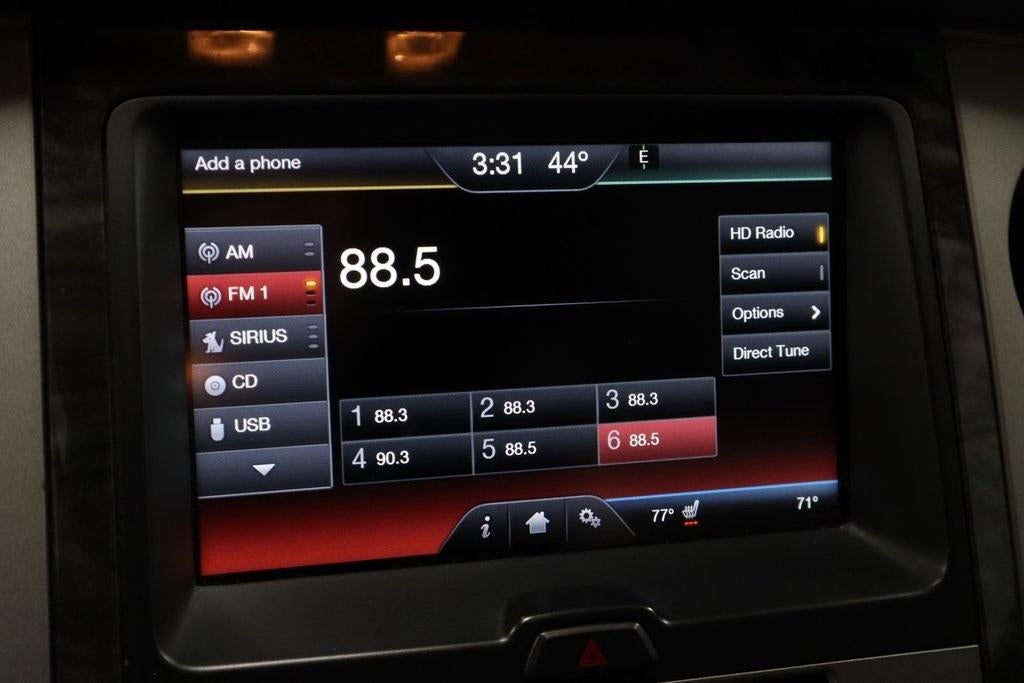 Add a phone
3:31 44° E
AM
FM 1
SIRIUS
CD
USB
88.5
HD Radio
Scan
Options
Direct Tune
1 88.3 2 88.3 3 88.3
4 90.3 5 88.5 6 88.5
i
77° 71°